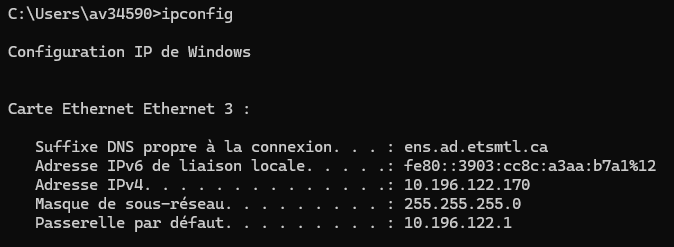 C:\Users\av34590>ipconfig
Configuration IP de Windows
Carte Ethernet Ethernet 3 :
Suffixe DNS propre à la connexion. . . : ens.ad.etsmtl.ca
Adresse IPv6 de liaison locale. . . . .: fe80::3903:cc8c:a3aa:b7a1%12
Adresse IPv4. . . . . . . . . . . . . .: 10.196.122.170
Masque de sous-réseau. . . . . . . . . : 255.255.255.0
Passerelle par défaut. . . . . . . . . : 10.196.122.1